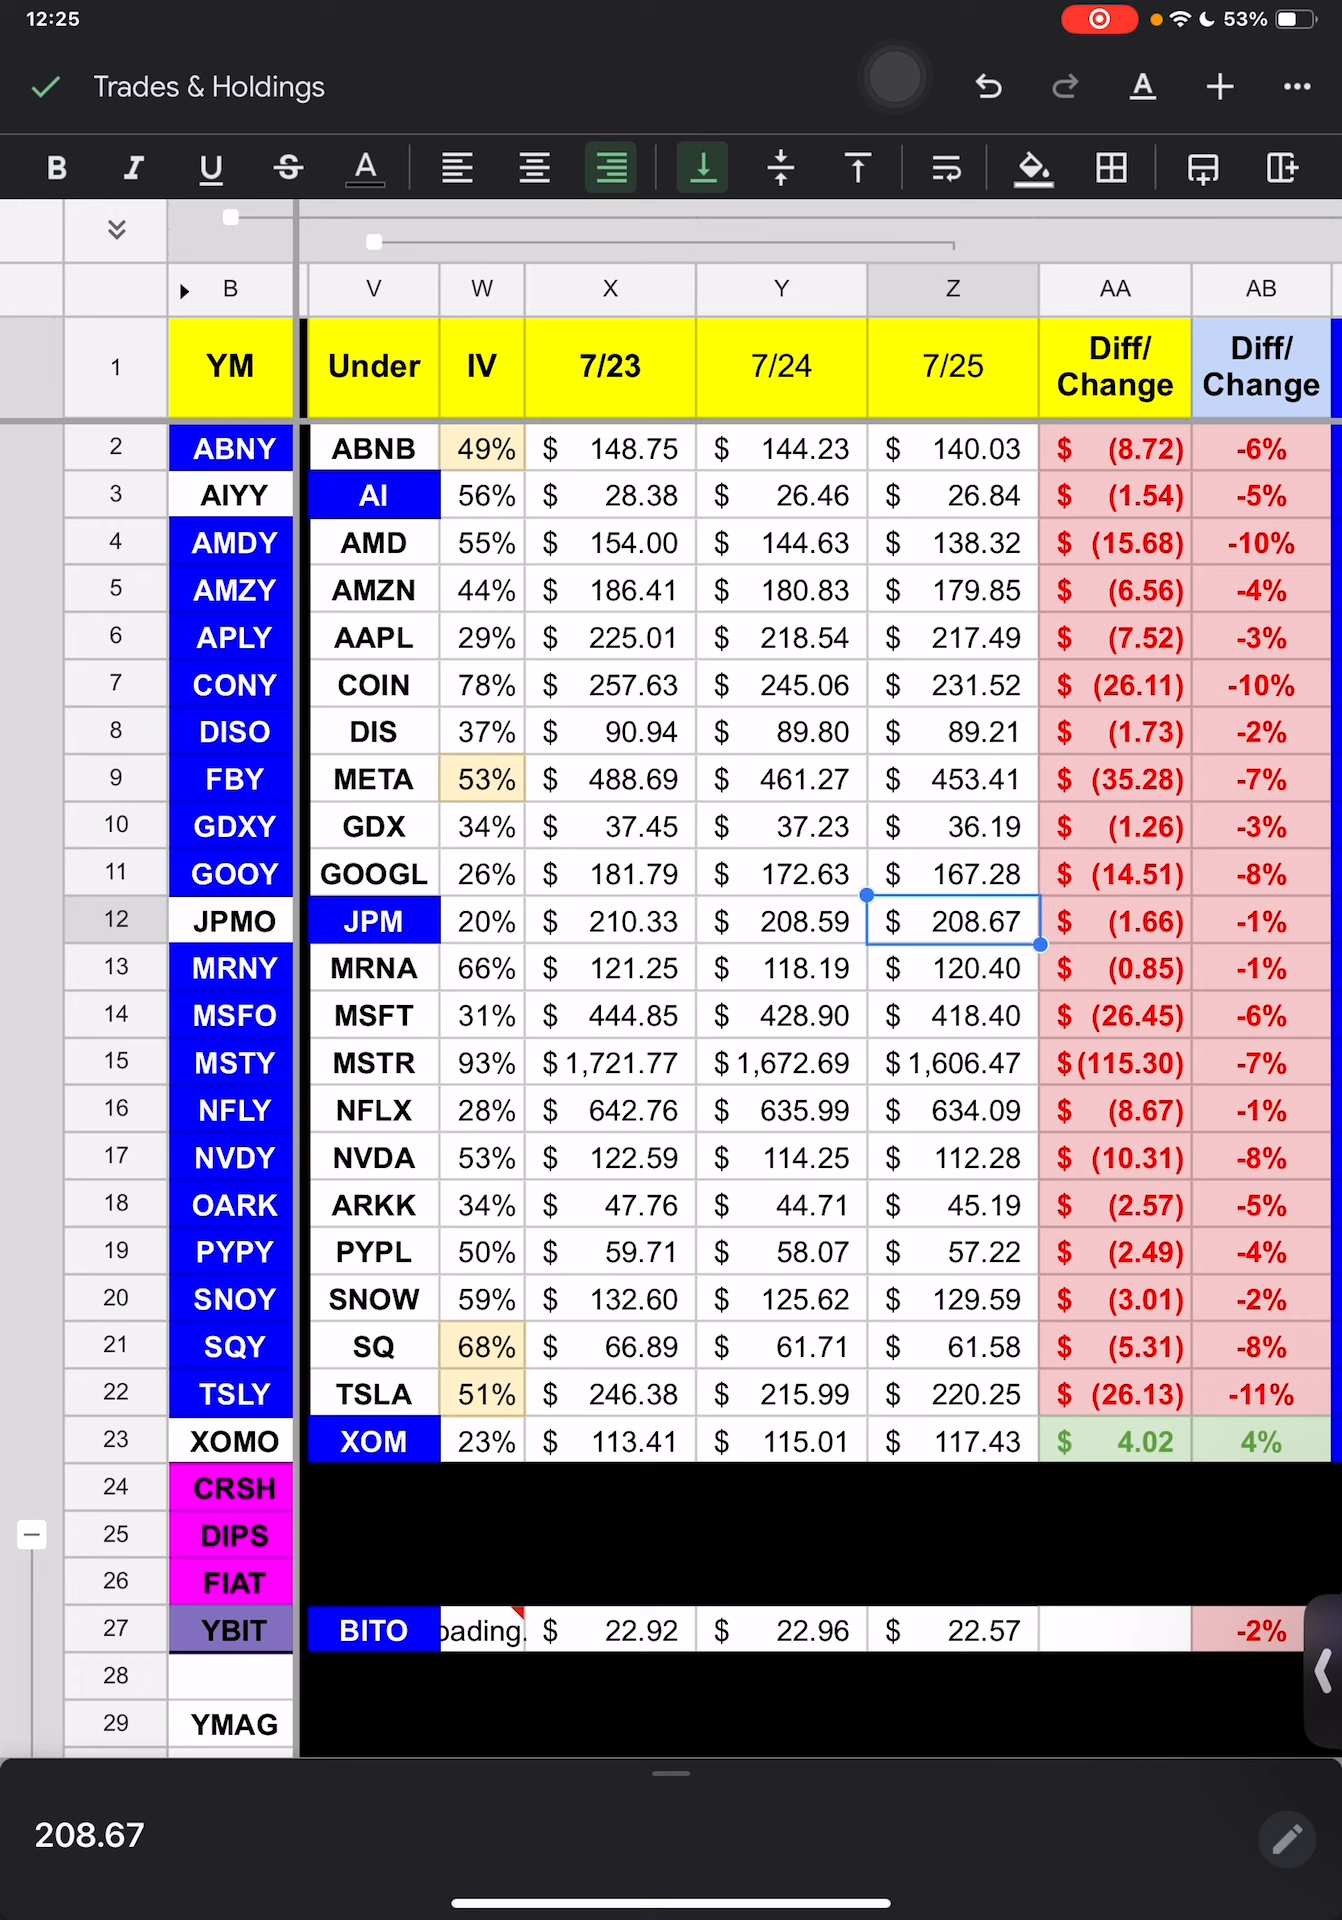 12:25 53%
Trades & Holdings
B I U S A
B V W X Y Z AA AB
1 YM Under IV 7/23 7/24 7/25 Diff/ Change Diff/ Change
2 ABNY ABNB 49% $ 148.75 $ 144.23 $ 140.03 $ (8.72) -6%
3 AIYY AI 56% $ 28.38 $ 26.46 $ 26.84 $ (1.54) -5%
4 AMDY AMD 55% $ 154.00 $ 144.63 $ 138.32 $ (15.68) -10%
5 AMZY AMZN 44% $ 186.41 $ 180.83 $ 179.85 $ (6.56) -4%
6 APLY AAPL 29% $ 225.01 $ 218.54 $ 217.49 $ (7.52) -3%
7 CONY COIN 78% $ 257.63 $ 245.06 $ 231.52 $ (26.11) -10%
8 DISO DIS 37% $ 90.94 $ 89.80 $ 89.21 $ (1.73) -2%
9 FBY META 53% $ 488.69 $ 461.27 $ 453.41 $ (35.28) -7%
10 GDXY GDX 34% $ 37.45 $ 37.23 $ 36.19 $ (1.26) -3%
11 GOOY GOOGL 26% $ 181.79 $ 172.63 $ 167.28 $ (14.51) -8%
12 JPMO JPM 20% $ 210.33 $ 208.59 $ 208.67 $ (1.66) -1%
13 MRNY MRNA 66% $ 121.25 $ 118.19 $ 120.40 $ (0.85) -1%
14 MSFO MSFT 31% $ 444.85 $ 428.90 $ 418.40 $ (26.45) -6%
15 MSTY MSTR 93% $ 1,721.77 $ 1,672.69 $ 1,606.47 $ (115.30) -7%
16 NFLY NFLX 28% $ 642.76 $ 635.99 $ 634.09 $ (8.67) -1%
17 NVDY NVDA 53% $ 122.59 $ 114.25 $ 112.28 $ (10.31) -8%
18 OARK ARKK 34% $ 47.76 $ 44.71 $ 45.19 $ (2.57) -5%
19 PYPY PYPL 50% $ 59.71 $ 58.07 $ 57.22 $ (2.49) -4%
20 SNOY SNOW 59% $ 132.60 $ 125.62 $ 129.59 $ (3.01) -2%
21 SQY SQ 68% $ 66.89 $ 61.71 $ 61.58 $ (5.31) -8%
22 TSLY TSLA 51% $ 246.38 $ 215.99 $ 220.25 $ (26.13) -11%
23 XOMO XOM 23% $ 113.41 $ 115.01 $ 117.43 $ 4.02 4%
24 CRSH
25 DIPS
26 FIAT
27 YBIT BITO oading. $ 22.92 $ 22.96 $ 22.57 -2%
28
29 YMAG
208.67